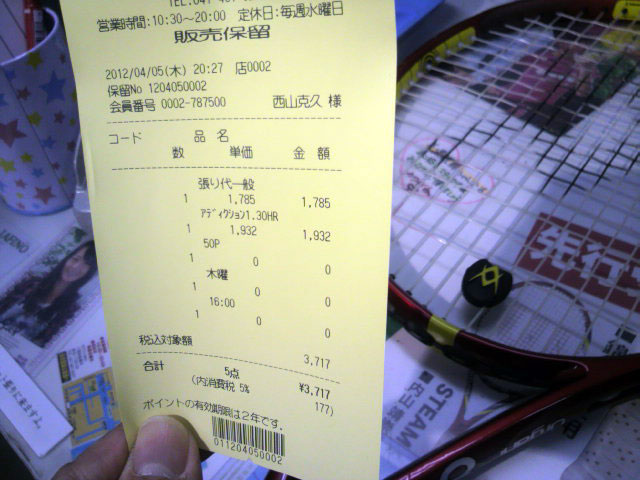 営業時間:10:30~20:00 定休日:毎週水曜日
販売保留
2012/04/05(木) 20:27 店0002
保留No 1204050002
会員番号 0002-787500 西山克久 様
コード 品 名
数 単価 金 額
張り代一般
1 1,785 1,785
アディクション1.30HR
1 1,932 1,932
50P
1 0 0
木曜
1 0 0
16:00
1 0 0
税込対象額 3,717
合計 5点 ¥3,717
(内消費税 5% 177)
ポイントの有効期限は2年です。
011204050002
先行
STEAM